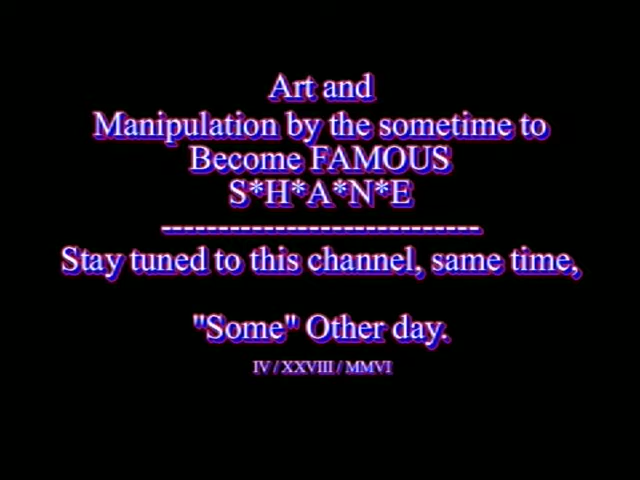 Art and
Manipulation by the sometime to
Become FAMOUS
S*H*A*N*E
----------------------------
Stay tuned to this channel, same time,
"Some" Other day.
IV / XXVIII / MMVI